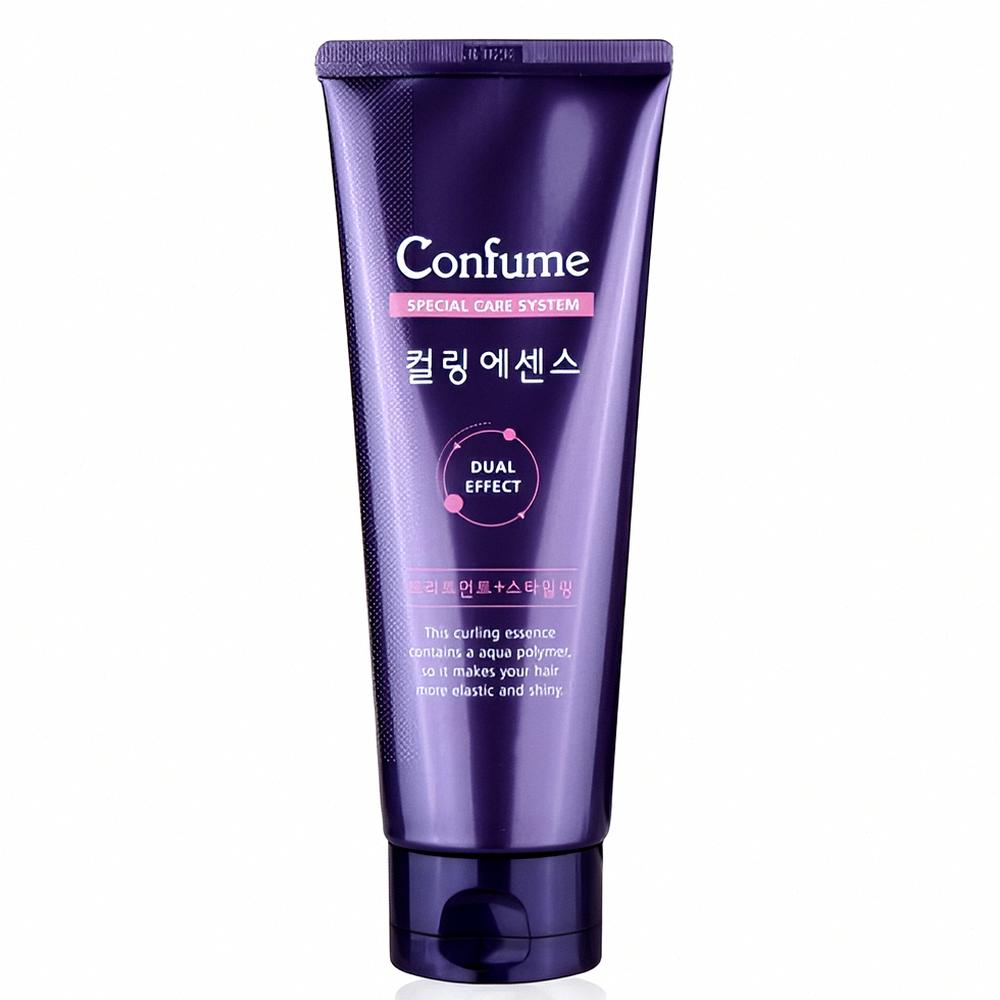 Confume
SPECIAL CARE SYSTEM
컬링 에센스
DUAL
EFFECT
트리트먼트+스타일링
This curling essence
contains a aqua polymer,
so it makes your hair
more elastic and shiny.